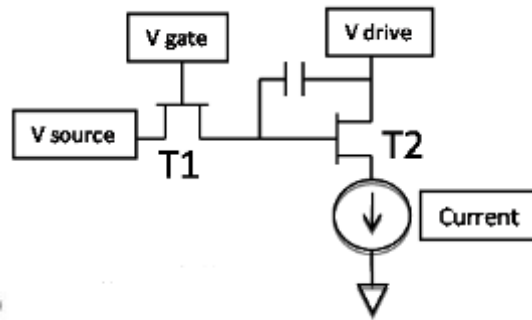 V gate
V drive
V source
T1
T2
Current